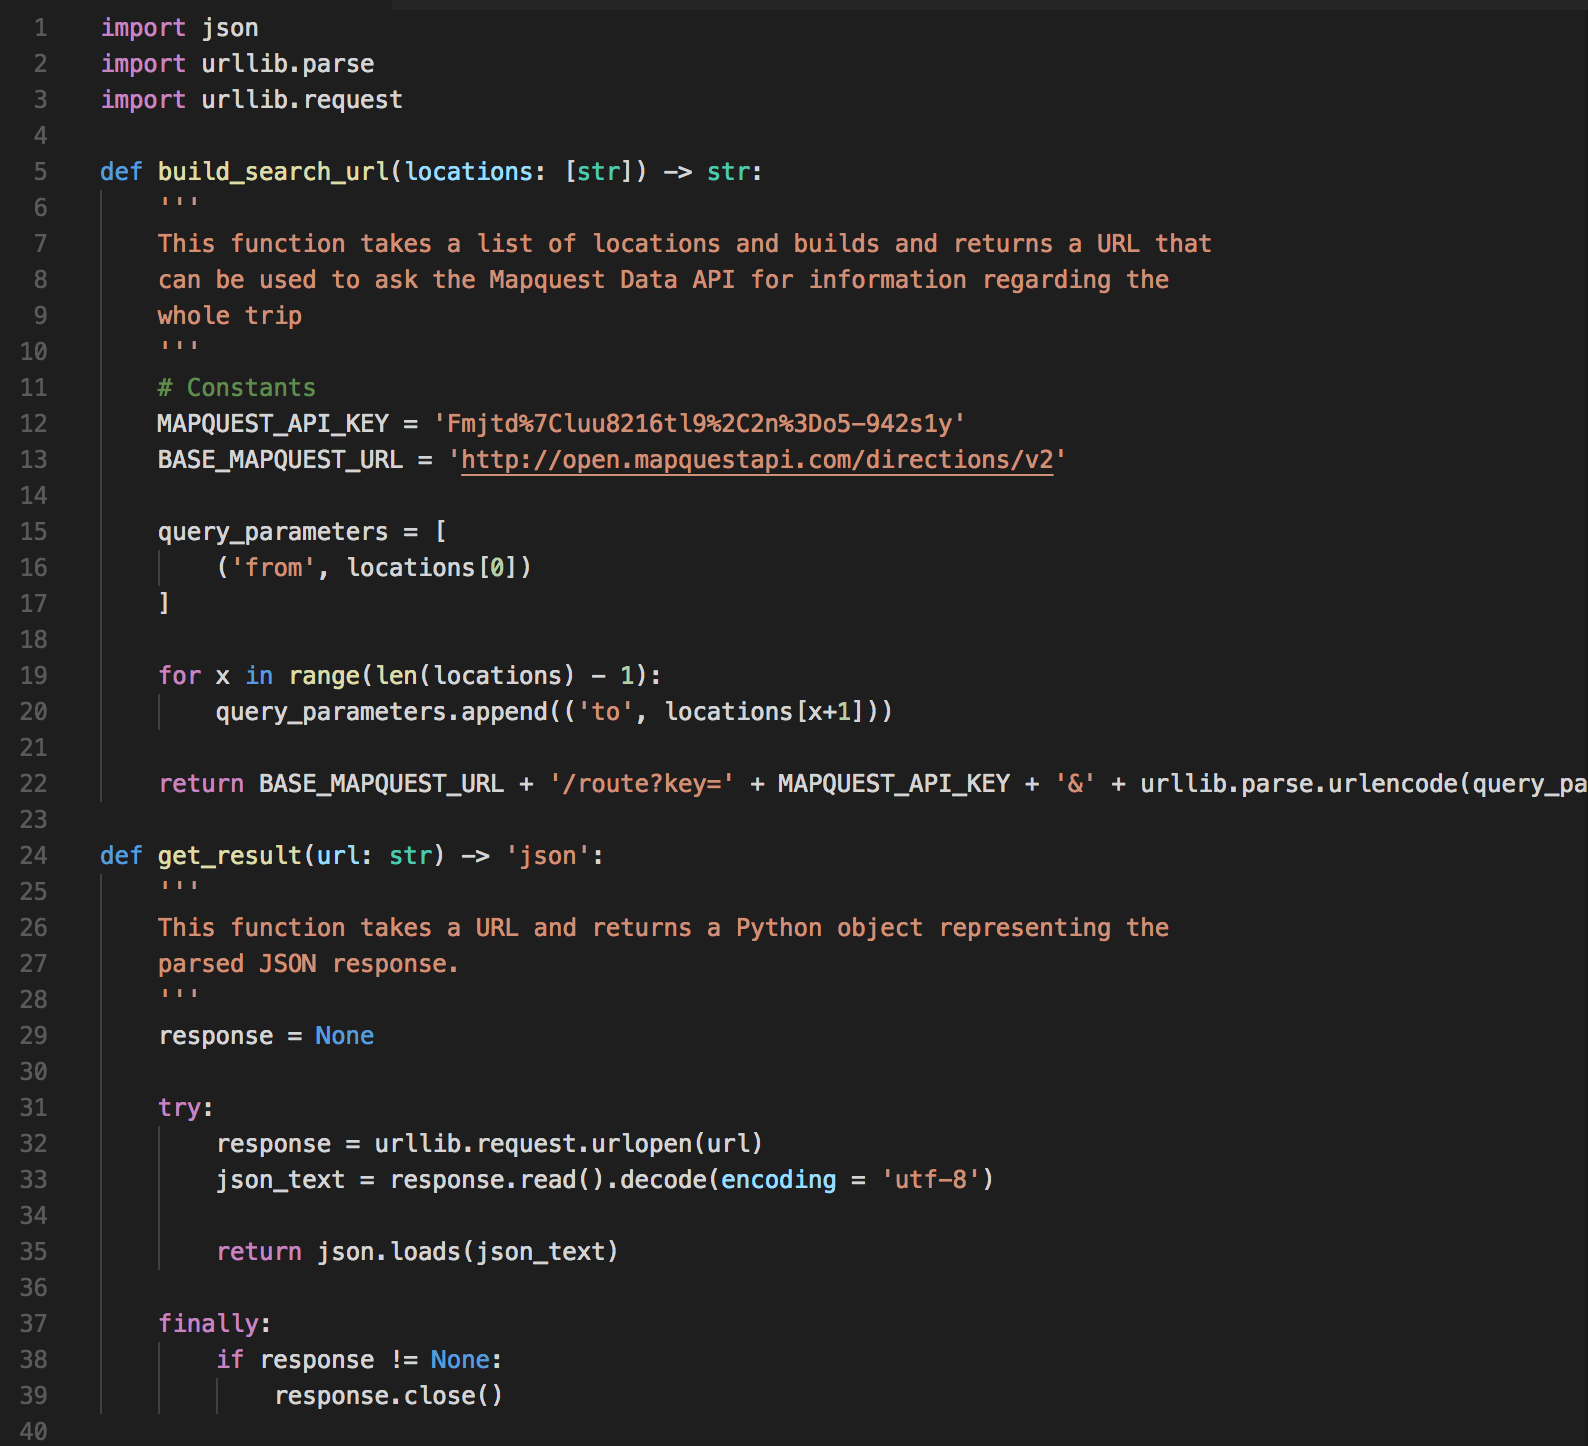 1 import json
2 import urllib.parse
3 import urllib.request
4
5 def build_search_url(locations: [str]) -> str:
6     '''
7     This function takes a list of locations and builds and returns a URL that
8     can be used to ask the Mapquest Data API for information regarding the
9     whole trip
10     '''
11     # Constants
12     MAPQUEST_API_KEY = 'Fmjtd%7Cluu8216tl9%2C2n%3Do5-942s1y'
13     BASE_MAPQUEST_URL = 'http://open.mapquestapi.com/directions/v2'
14
15     query_parameters = [
16         ('from', locations[0])
17     ]
18
19     for x in range(len(locations) - 1):
20         query_parameters.append(('to', locations[x+1]))
21
22     return BASE_MAPQUEST_URL + '/route?key=' + MAPQUEST_API_KEY + '&' + urllib.parse.urlencode(query_pa
23
24 def get_result(url: str) -> 'json':
25     '''
26     This function takes a URL and returns a Python object representing the
27     parsed JSON response.
28     '''
29     response = None
30
31     try:
32         response = urllib.request.urlopen(url)
33         json_text = response.read().decode(encoding = 'utf-8')
34
35         return json.loads(json_text)
36
37     finally:
38         if response != None:
39             response.close()
40